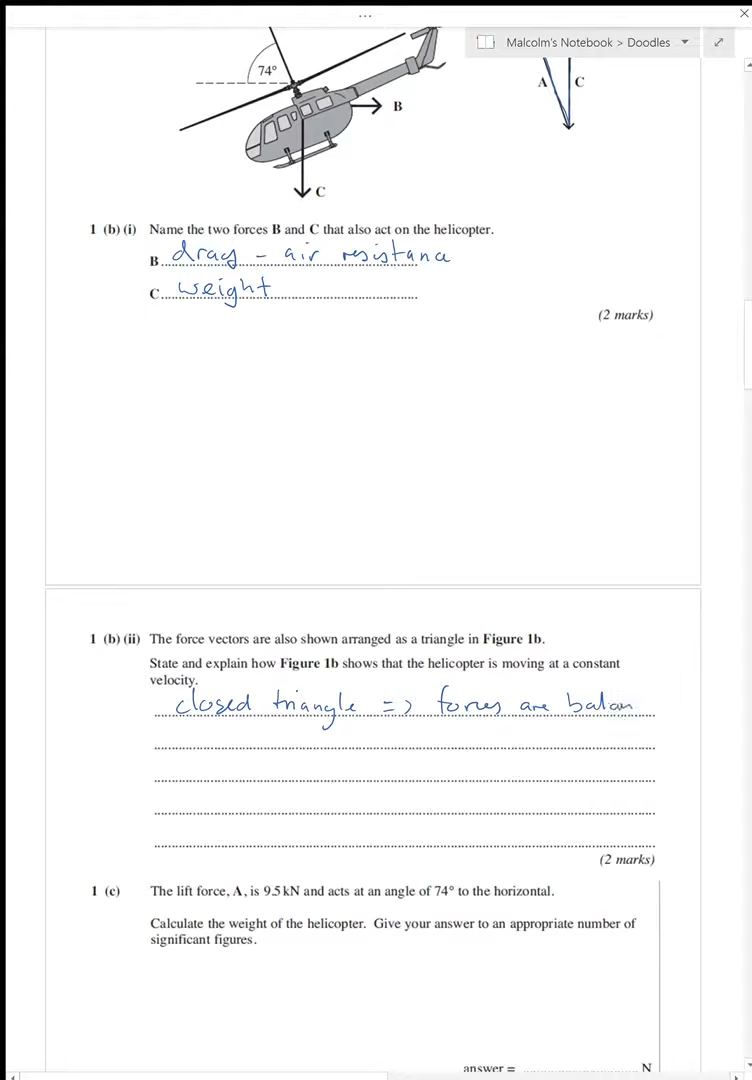 ...
Malcolm's Notebook > Doodles
74°
B
A
C
C
1 (b) (i) Name the two forces B and C that also act on the helicopter.
B drag - air resistance
C weight
(2 marks)
1 (b) (ii) The force vectors are also shown arranged as a triangle in Figure 1b.
State and explain how Figure 1b shows that the helicopter is moving at a constant
velocity.
closed triangle => forces are balan
(2 marks)
1 (c) The lift force, A, is 9.5 kN and acts at an angle of 74° to the horizontal.
Calculate the weight of the helicopter. Give your answer to an appropriate number of
significant figures.
answer = N